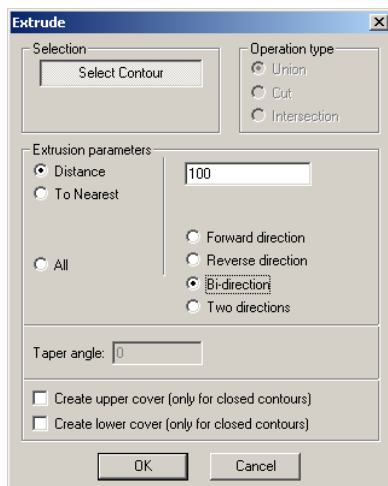 Extrude
Selection
Select Contour
Operation type
Union
Cut
Intersection
Extrusion parameters
Distance
100
To Nearest
All
Forward direction
Reverse direction
Bi-direction
Two directions
Taper angle: 0
Create upper cover (only for closed contours)
Create lower cover (only for closed contours)
OK
Cancel